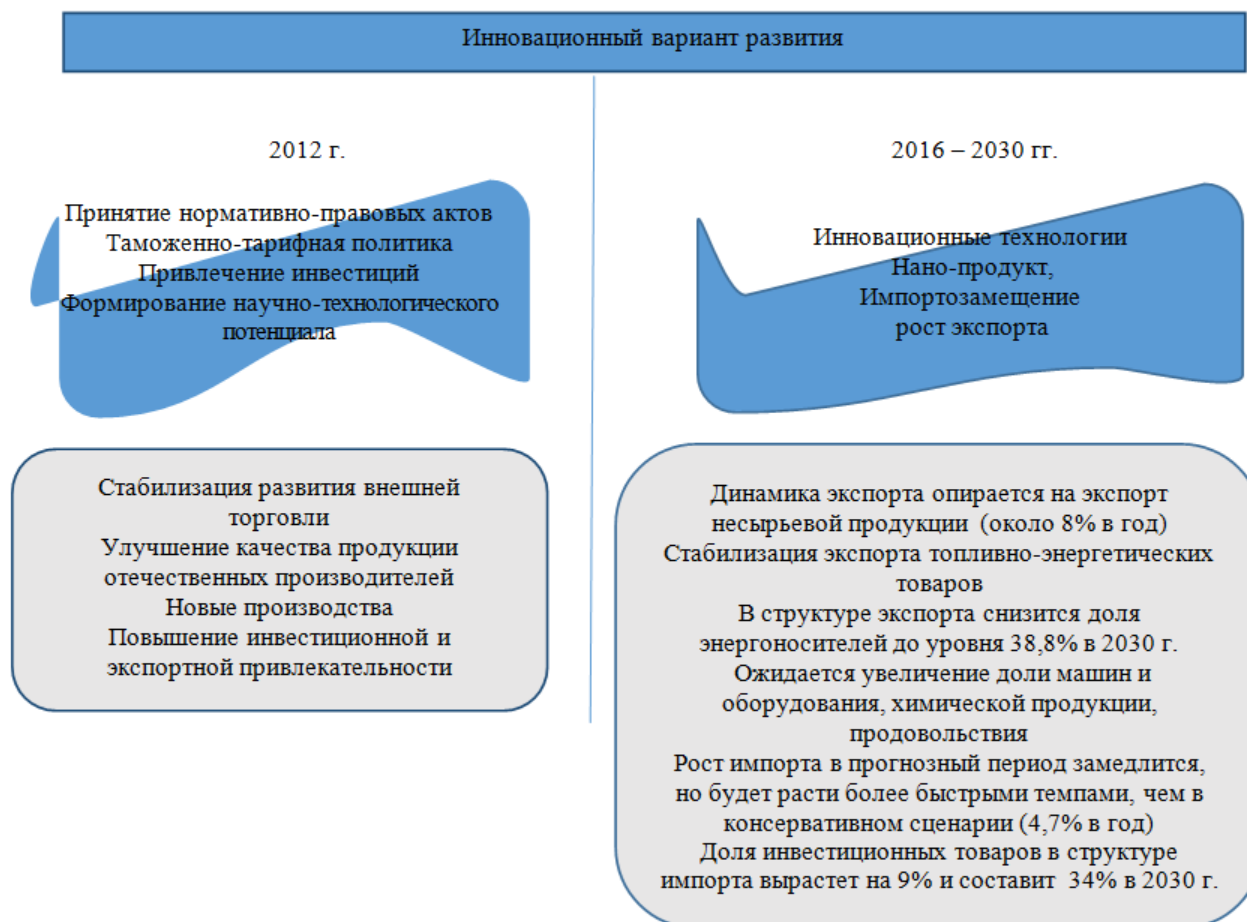 Инновационный вариант развития
2012 г.
Принятие нормативно-правовых актов
Таможенно-тарифная политика
Привлечение инвестиций
Формирование научно-технологического
потенциала
Стабилизация развития внешней
торговли
Улучшение качества продукции
отечественных производителей
Новые производства
Повышение инвестиционной и
экспортной привлекательности
2016 – 2030 гг.
Инновационные технологии
Нано-продукт,
Импортозамещение
рост экспорта
Динамика экспорта опирается на экспорт
несырьевой продукции (около 8% в год)
Стабилизация экспорта топливно-энергетических
товаров
В структуре экспорта снизится доля
энергоносителей до уровня 38,8% в 2030 г.
Ожидается увеличение доли машин и
оборудования, химической продукции,
продовольствия
Рост импорта в прогнозный период замедлится,
но будет расти более быстрыми темпами, чем в
консервативном сценарии (4,7% в год)
Доля инвестиционных товаров в структуре
импорта вырастет на 9% и составит 34% в 2030 г.